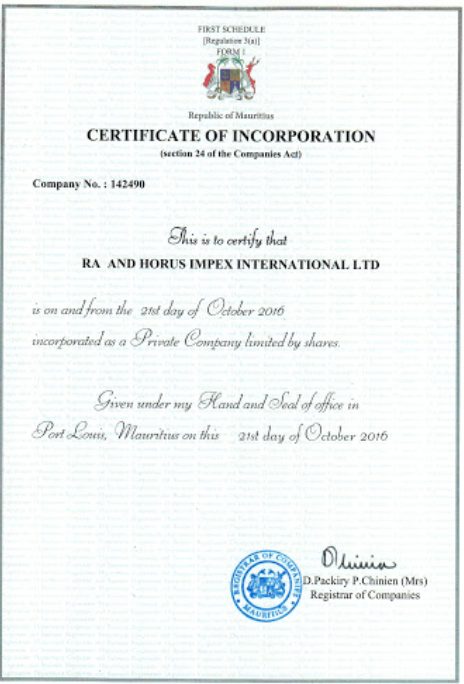 FIRST SCHEDULE
[Regulation 3(a)]
FORM 1
Republic of Mauritius
CERTIFICATE OF INCORPORATION
(section 24 of the Companies Act)
Company No. : 142490
This is to certify that
RA AND HORUS IMPEX INTERNATIONAL LTD
is on and from the 21st day of October 2016
incorporated as a Private Company limited by shares.
Given under my Hand and Seal of office in
Port Louis, Mauritius on this 21st day of October 2016
REGISTRAR OF COMPANIES
MAURITIUS
D.Packiry P.Chinien (Mrs)
Registrar of Companies